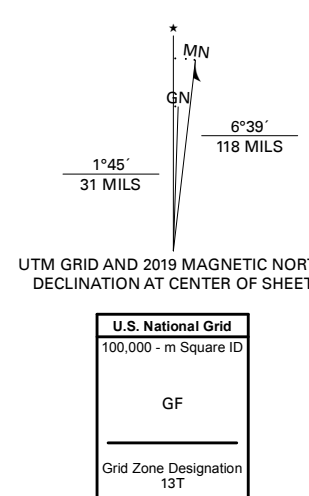 ★
MN
GN
6°39´
118 MILS
1°45´
31 MILS
UTM GRID AND 2019 MAGNETIC NORT
DECLINATION AT CENTER OF SHEET
U.S. National Grid
100,000 - m Square ID
GF
Grid Zone Designation
13T